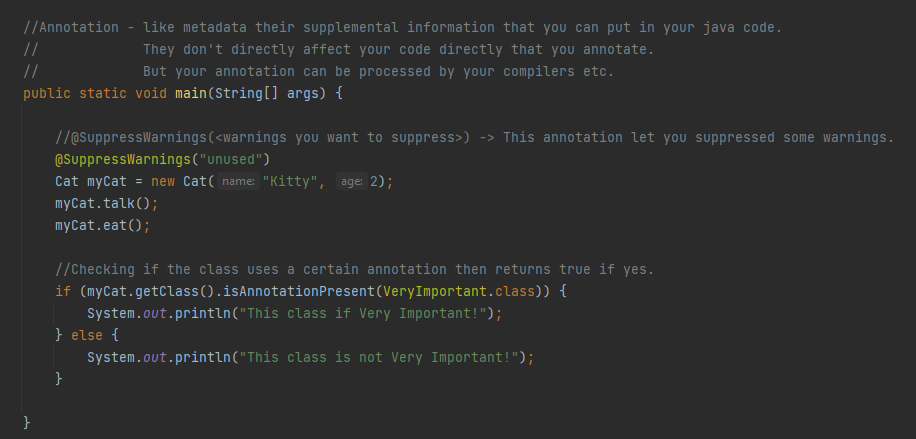 //Annotation - like metadata their supplemental information that you can put in your java code.
//             They don't directly affect your code directly that you annotate.
//             But your annotation can be processed by your compilers etc.
public static void main(String[] args) {
//@SuppressWarnings(<warnings you want to suppress>) -> This annotation let you suppressed some warnings.
@SuppressWarnings("unused")
Cat myCat = new Cat( name: "Kitty", age: 2);
myCat.talk();
myCat.eat();
//Checking if the class uses a certain annotation then returns true if yes.
if (myCat.getClass().isAnnotationPresent(VeryImportant.class)) {
System.out.println("This class if Very Important!");
} else {
System.out.println("This class is not Very Important!");
}
}